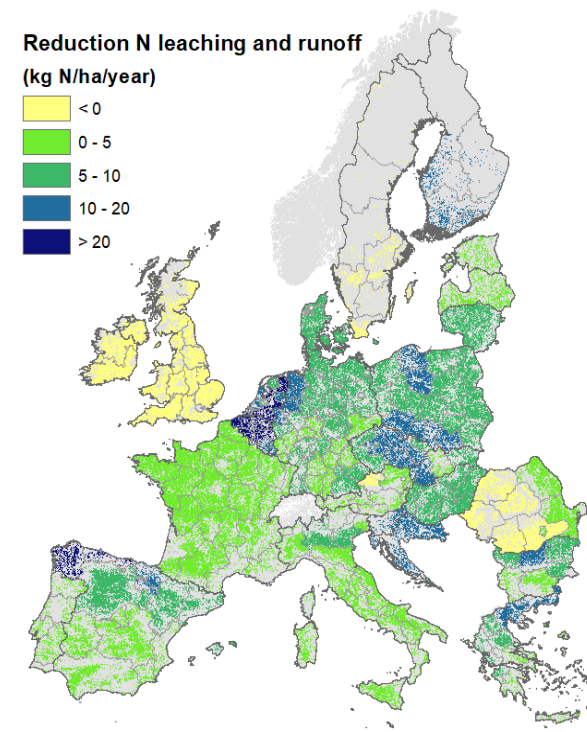 Reduction N leaching and runoff
(kg N/ha/year)
< 0
0 - 5
5 - 10
10 - 20
> 20